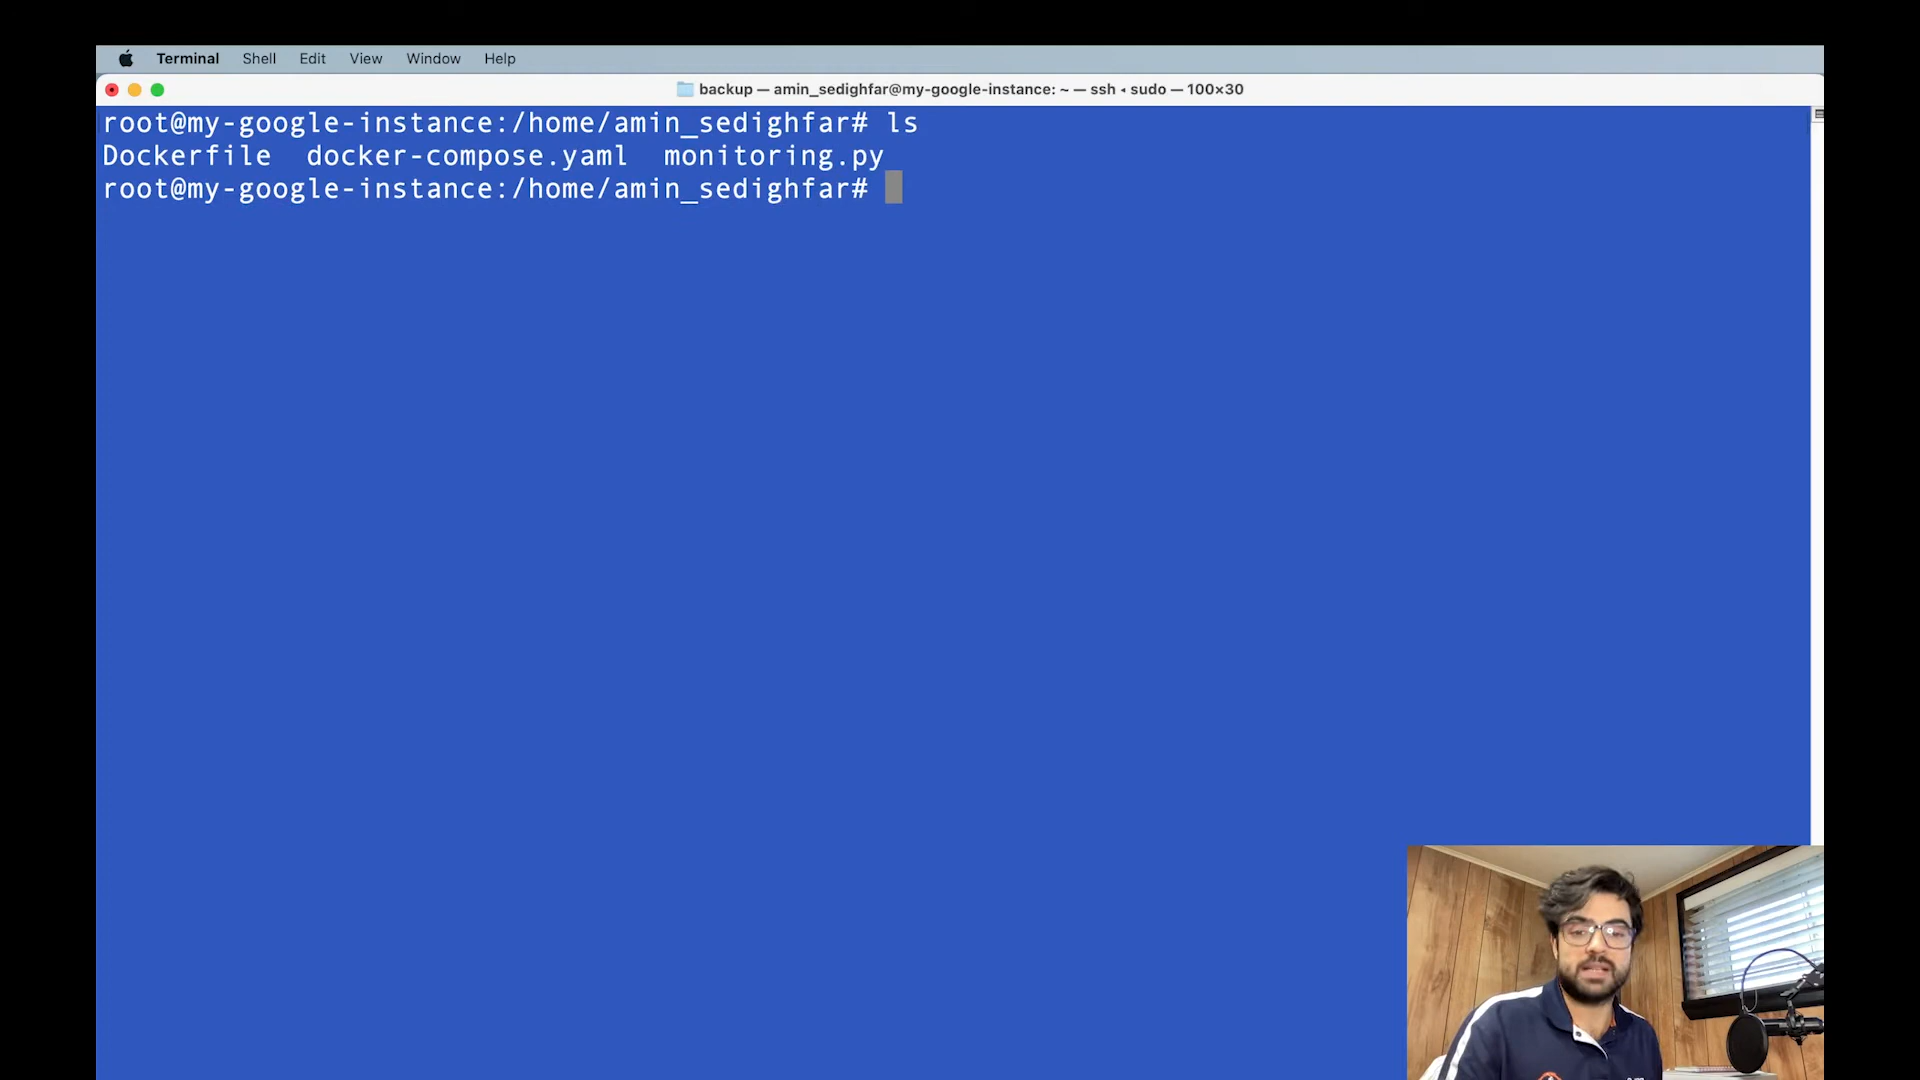 Terminal Shell Edit View Window Help
backup — amin_sedighfar@my-google-instance: ~ — ssh ◂ sudo — 100×30
root@my-google-instance:/home/amin_sedighfar# ls
Dockerfile  docker-compose.yaml  monitoring.py
root@my-google-instance:/home/amin_sedighfar#